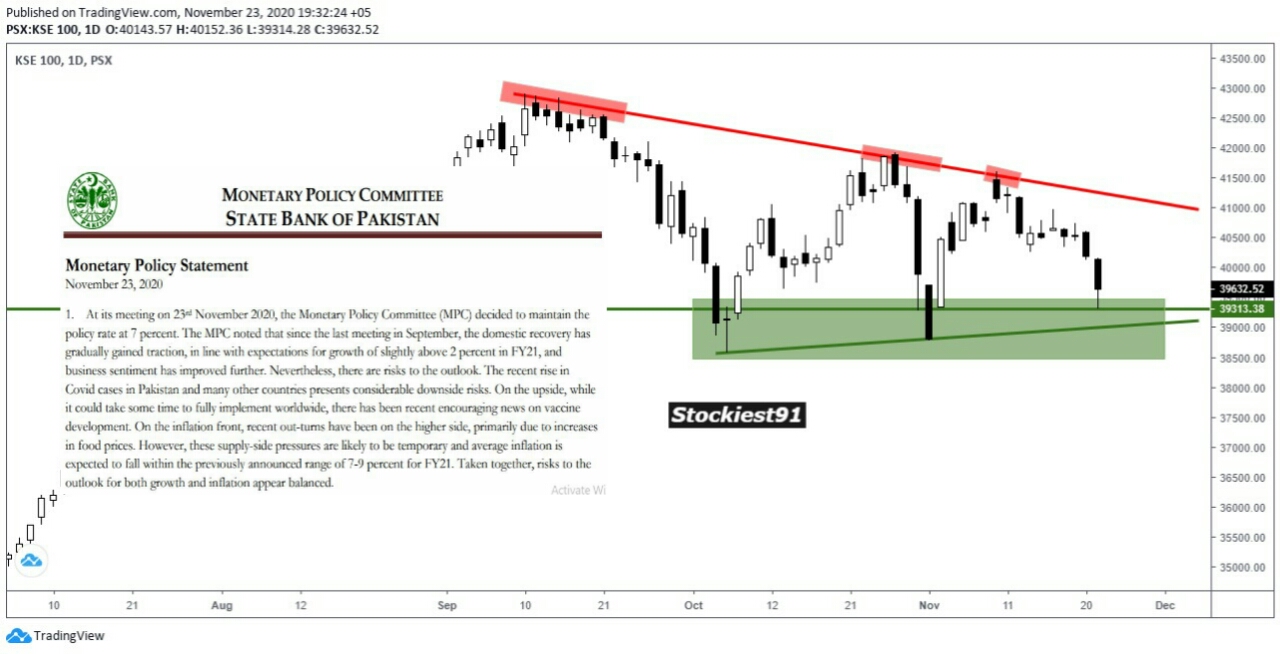 Published on TradingView.com, November 23, 2020 19:32:24 +05
PSX:KSE 100, 1D O:40143.57 H:40152.36 L:39314.28 C:39632.52
KSE 100, 1D, PSX
MONETARY POLICY COMMITTEE
STATE BANK OF PAKISTAN
Monetary Policy Statement
November 23, 2020
1. At its meeting on 23rd November 2020, the Monetary Policy Committee (MPC) decided to maintain the
policy rate at 7 percent. The MPC noted that since the last meeting in September, the domestic recovery has
gradually gained traction, in line with expectations for growth of slightly above 2 percent in FY21, and
business sentiment has improved further. Nevertheless, there are risks to the outlook. The recent rise in
Covid cases in Pakistan and many other countries presents considerable downside risks. On the upside, while
it could take some time to fully implement worldwide, there has been recent encouraging news on vaccine
development. On the inflation front, recent out-turns have been on the higher side, primarily due to increases
in food prices. However, these supply-side pressures are likely to be temporary and average inflation is
expected to fall within the previously announced range of 7-9 percent for FY21. Taken together, risks to the
outlook for both growth and inflation appear balanced.
Activate Wi
Stockiest91
43500.00
43000.00
42500.00
42000.00
41500.00
41000.00
40500.00
40000.00
39632.52
39313.38
39000.00
38500.00
38000.00
37500.00
37000.00
36500.00
36000.00
35500.00
35000.00
10 21 Aug 12 Sep 10 21 Oct 12 21 Nov 11 20 Dec
TradingView